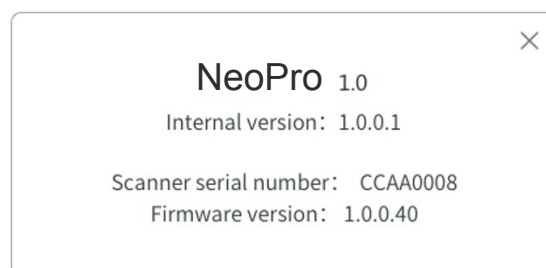 NeoPro 1.0
Internal version：1.0.0.1
Scanner serial number： CCAA0008
Firmware version： 1.0.0.40